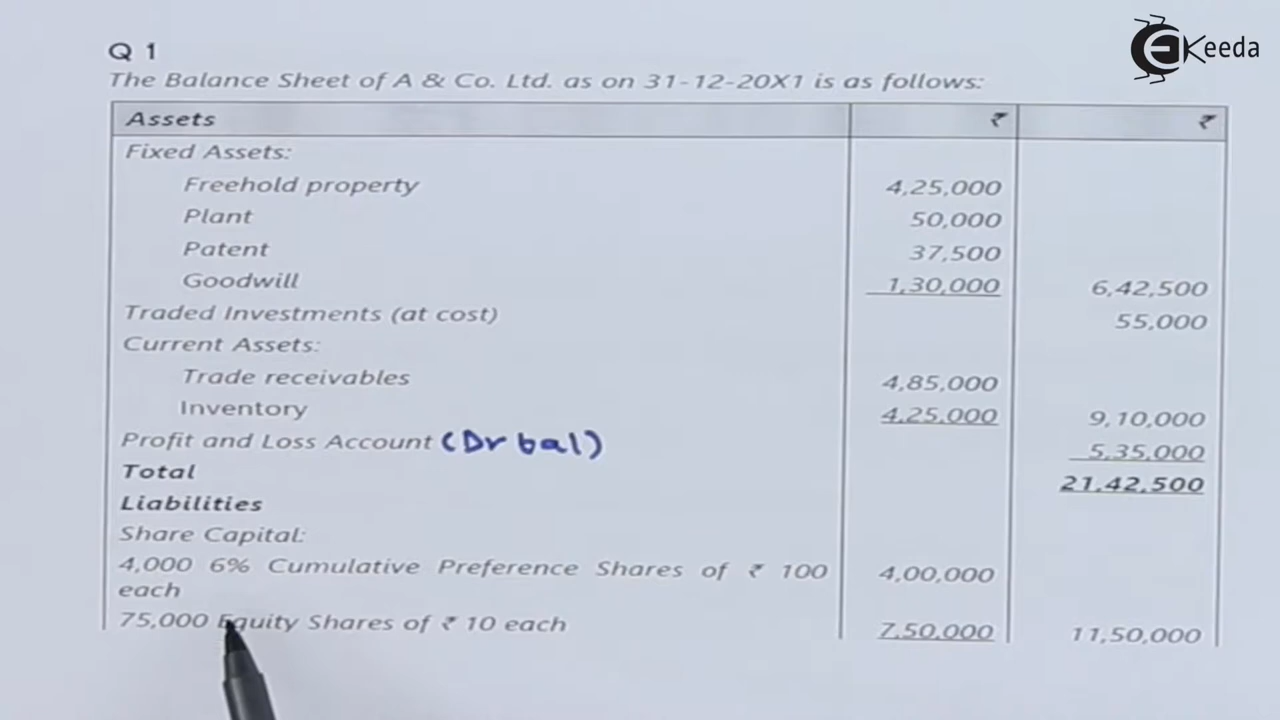 Keeda
Q 1
The Balance Sheet of A & Co. Ltd. as on 31-12-20X1 is as follows:
Assets ₹ ₹
Fixed Assets:
Freehold property 4,25,000
Plant 50,000
Patent 37,500
Goodwill 1,30,000 6,42,500
Traded Investments (at cost) 55,000
Current Assets:
Trade receivables 4,85,000
Inventory 4,25,000 9,10,000
Profit and Loss Account (Dr bal) 5,35,000
Total 21,42,500
Liabilities
Share Capital:
4,000 6% Cumulative Preference Shares of ₹ 100 4,00,000
each
75,000 Equity Shares of ₹ 10 each 7,50,000 11,50,000